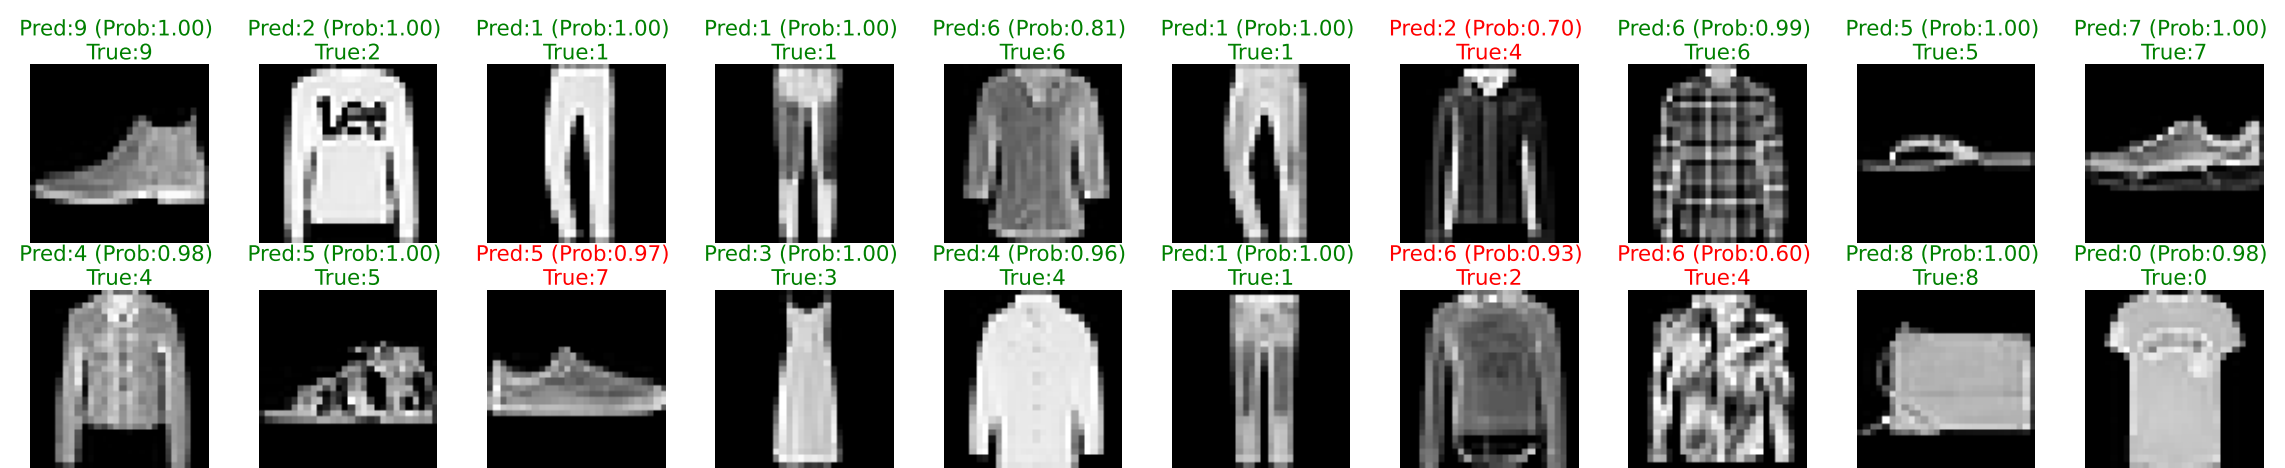 Pred:9 (Prob:1.00)
True:9
Pred:2 (Prob:1.00)
True:2
Pred:1 (Prob:1.00)
True:1
Pred:1 (Prob:1.00)
True:1
Pred:6 (Prob:0.81)
True:6
Pred:1 (Prob:1.00)
True:1
Pred:2 (Prob:0.70)
True:4
Pred:6 (Prob:0.99)
True:6
Pred:5 (Prob:1.00)
True:5
Pred:7 (Prob:1.00)
True:7
Lee
Pred:4 (Prob:0.98)
True:4
Pred:5 (Prob:1.00)
True:5
Pred:5 (Prob:0.97)
True:7
Pred:3 (Prob:1.00)
True:3
Pred:4 (Prob:0.96)
True:4
Pred:1 (Prob:1.00)
True:1
Pred:6 (Prob:0.93)
True:2
Pred:6 (Prob:0.60)
True:4
Pred:8 (Prob:1.00)
True:8
Pred:0 (Prob:0.98)
True:0